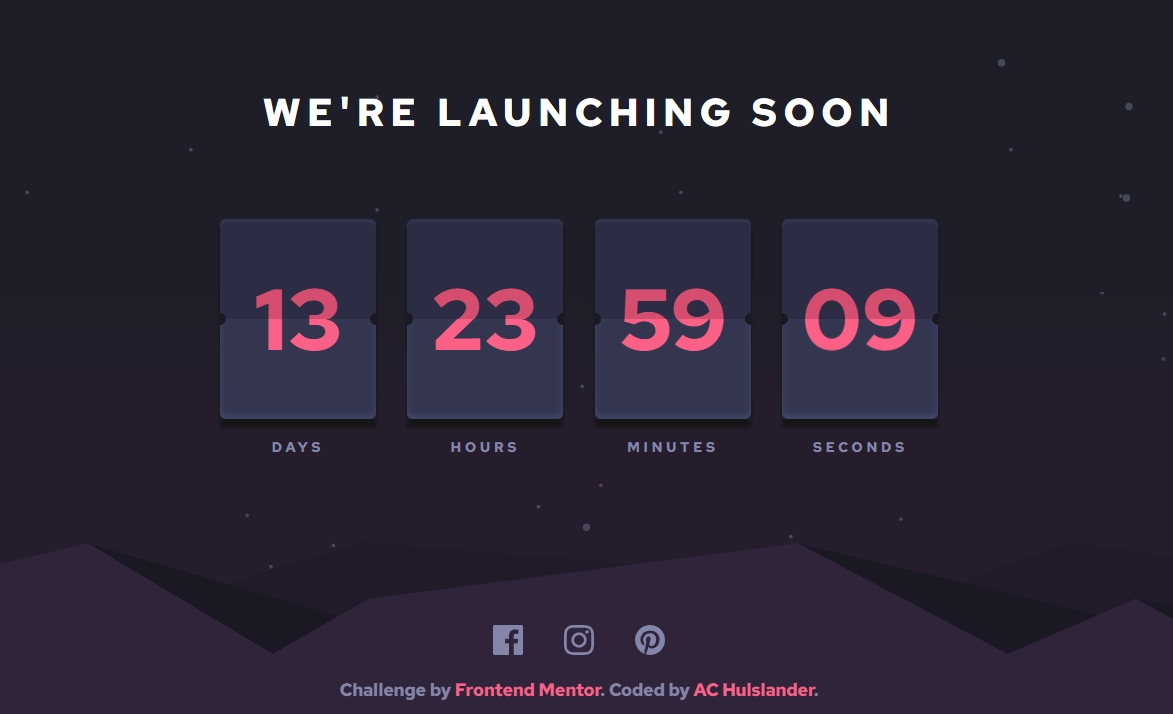 WE'RE LAUNCHING SOON
13 23 59 09
DAYS HOURS MINUTES SECONDS
Challenge by Frontend Mentor. Coded by AC Hulslander.